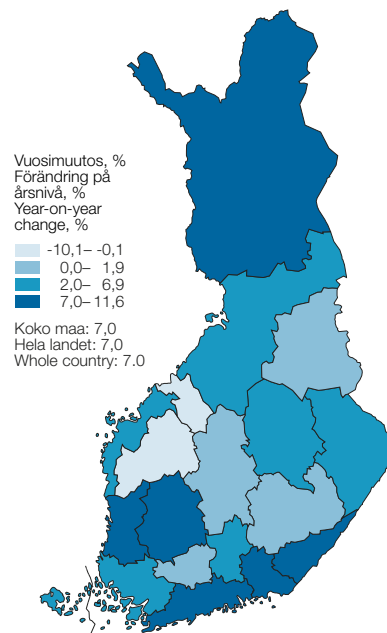 Vuosimuutos, %
Förändring på
årsnivå, %
Year-on-year
change, %
-10,1– -0,1
0,0– 1,9
2,0– 6,9
7,0–11,6
Koko maa: 7,0
Hela landet: 7,0
Whole country: 7.0